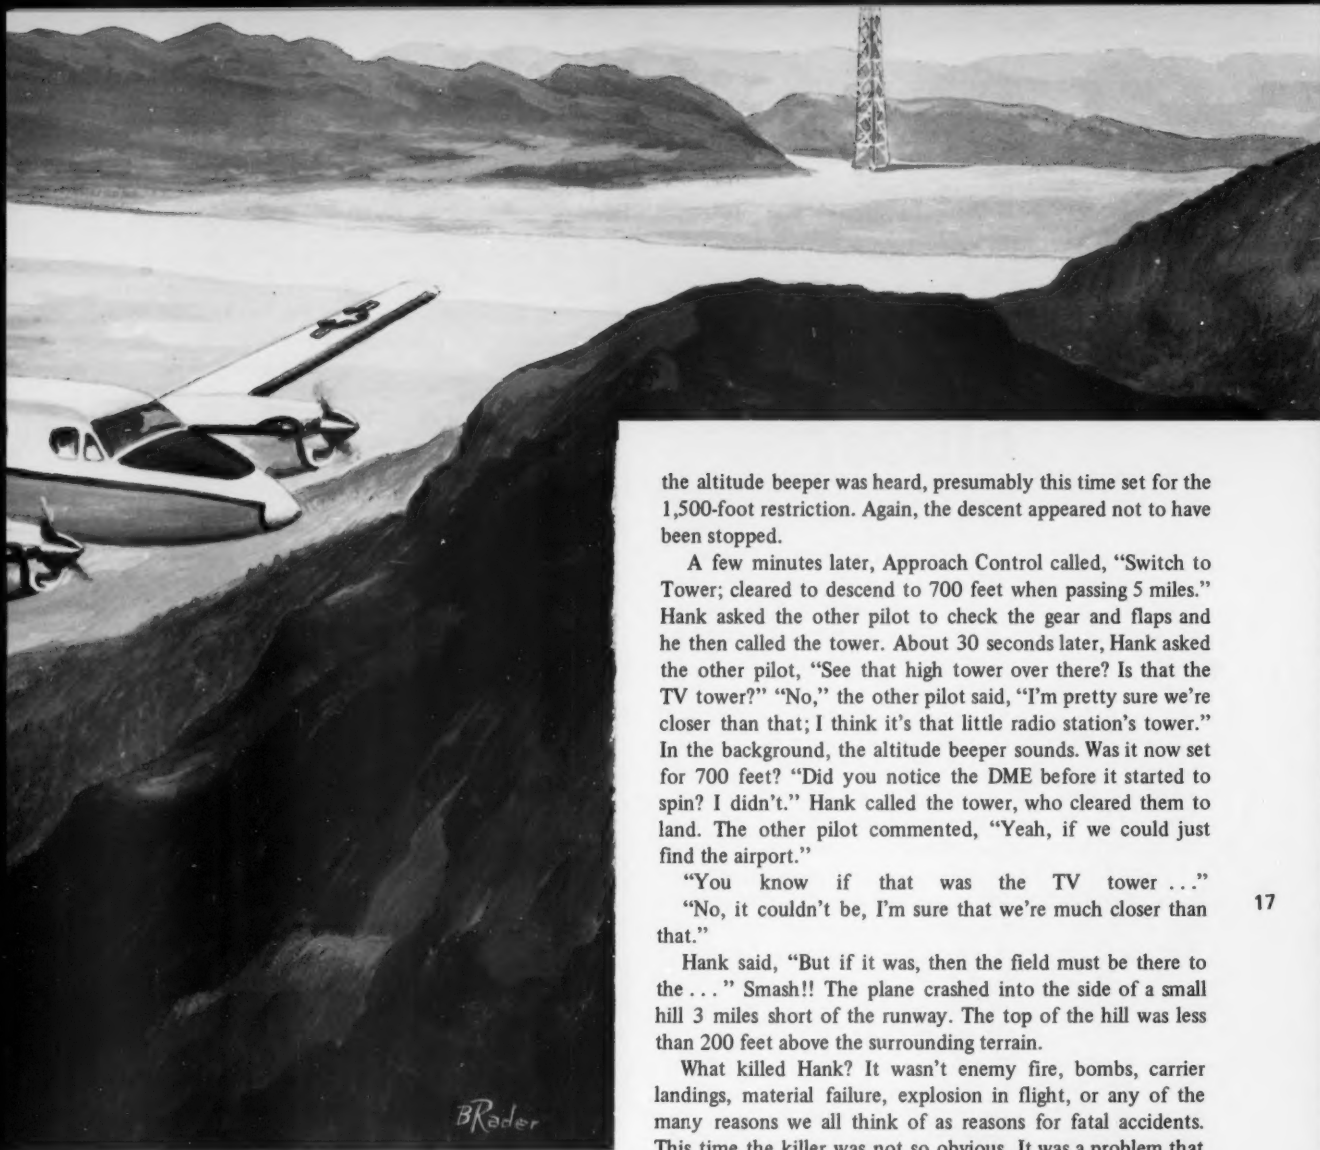 the altitude beeper was heard, presumably this time set for the
1,500-foot restriction. Again, the descent appeared not to have
been stopped.
A few minutes later, Approach Control called, “Switch to
Tower; cleared to descend to 700 feet when passing 5 miles.”
Hank asked the other pilot to check the gear and flaps and
he then called the tower. About 30 seconds later, Hank asked
the other pilot, “See that high tower over there? Is that the
TV tower?” “No,” the other pilot said, “I'm pretty sure we're
closer than that; I think it's that little radio station's tower.”
In the background, the altitude beeper sounds. Was it now set
for 700 feet? “Did you notice the DME before it started to
spin? I didn't.” Hank called the tower, who cleared them to
land. The other pilot commented, “Yeah, if we could just
find the airport.”
“You know if that was the TV tower ...”
“No, it couldn't be, I'm sure that we're much closer than
that.”
17
Hank said, “But if it was, then the field must be there to
the . . . ” Smash!! The plane crashed into the side of a small
hill 3 miles short of the runway. The top of the hill was less
than 200 feet above the surrounding terrain.
What killed Hank? It wasn't enemy fire, bombs, carrier
landings, material failure, explosion in flight, or any of the
many reasons we all think of as reasons for fatal accidents.
This time the killer was not so obvious. It was a problem that
BRader